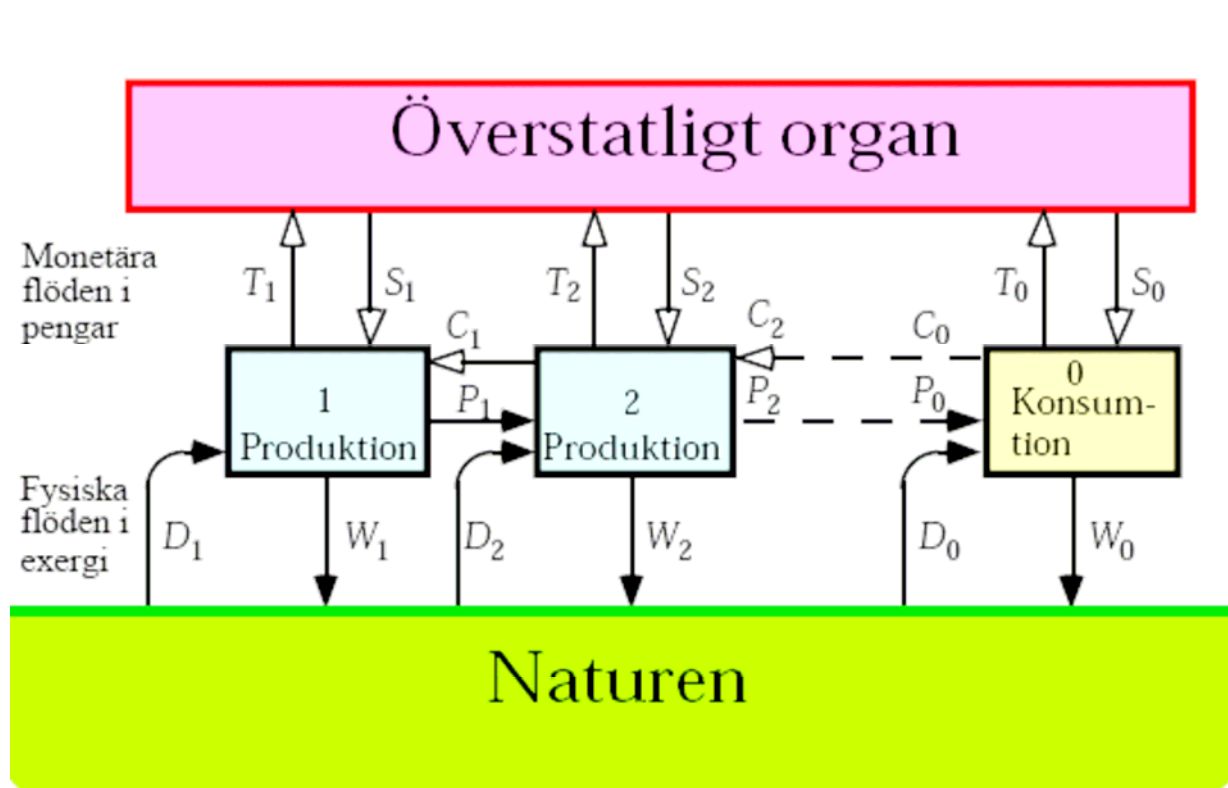 Överstatligt organ
Monetära
flöden i
pengar
T1
S1
T2
S2
T0
S0
C1
C2
C0
P1
P2
P0
1
Produktion
2
Produktion
0
Konsum-
tion
Fysiska
flöden i
exergi
D1
W1
D2
W2
D0
W0
Naturen